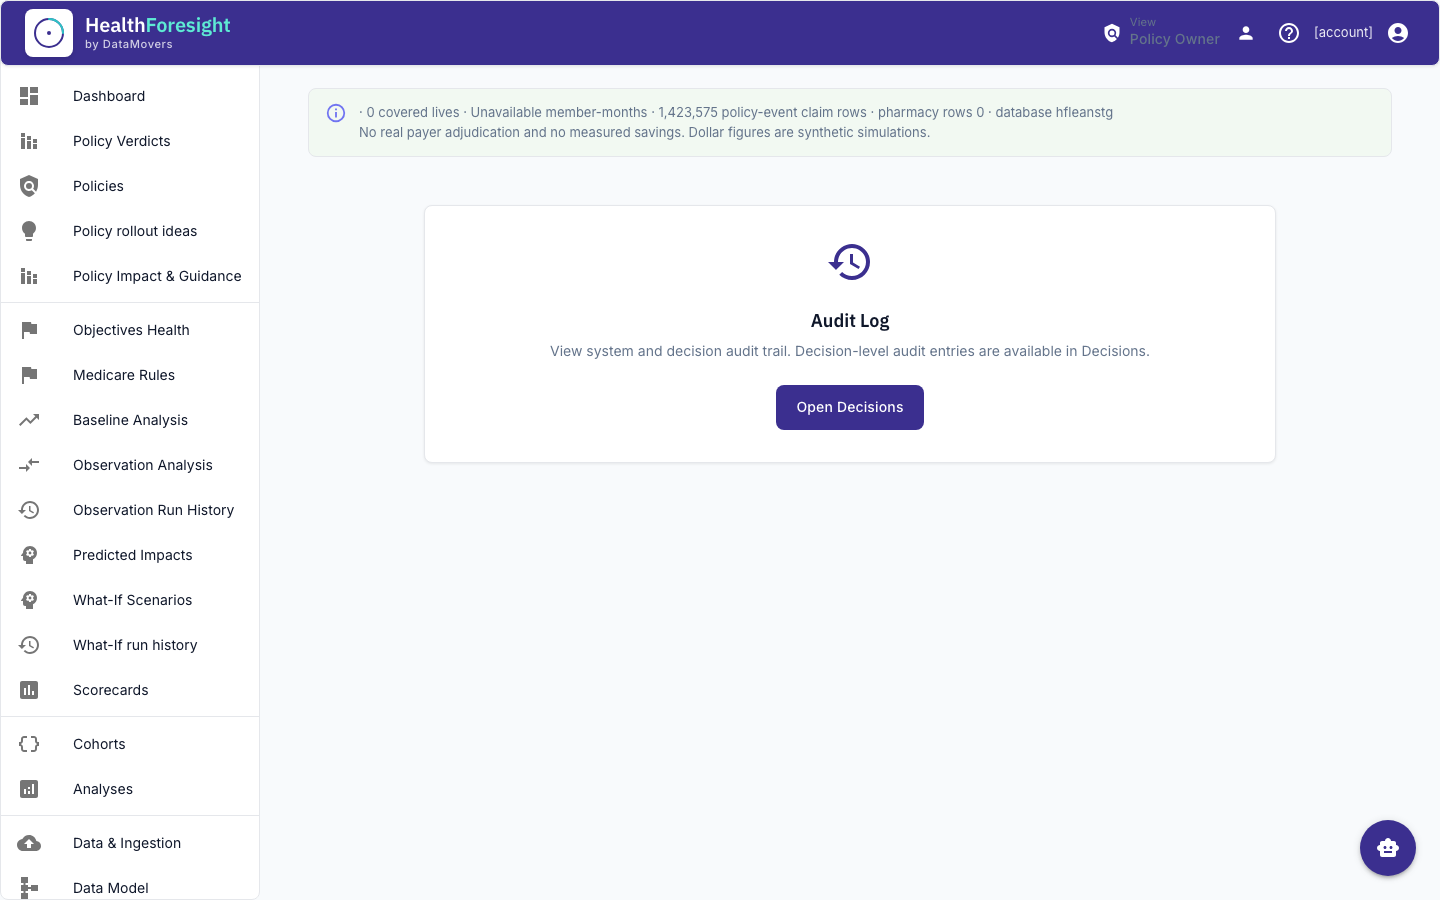 HealthForesight
by DataMovers
View
Policy Owner
[account]
Dashboard
Policy Verdicts
Policies
Policy rollout ideas
Policy Impact & Guidance
Objectives Health
Medicare Rules
Baseline Analysis
Observation Analysis
Observation Run History
Predicted Impacts
What-If Scenarios
What-If run history
Scorecards
Cohorts
Analyses
Data & Ingestion
Data Model
· 0 covered lives · Unavailable member-months · 1,423,575 policy-event claim rows · pharmacy rows 0 · database hfleanstg
No real payer adjudication and no measured savings. Dollar figures are synthetic simulations.
Audit Log
View system and decision audit trail. Decision-level audit entries are available in Decisions.
Open Decisions